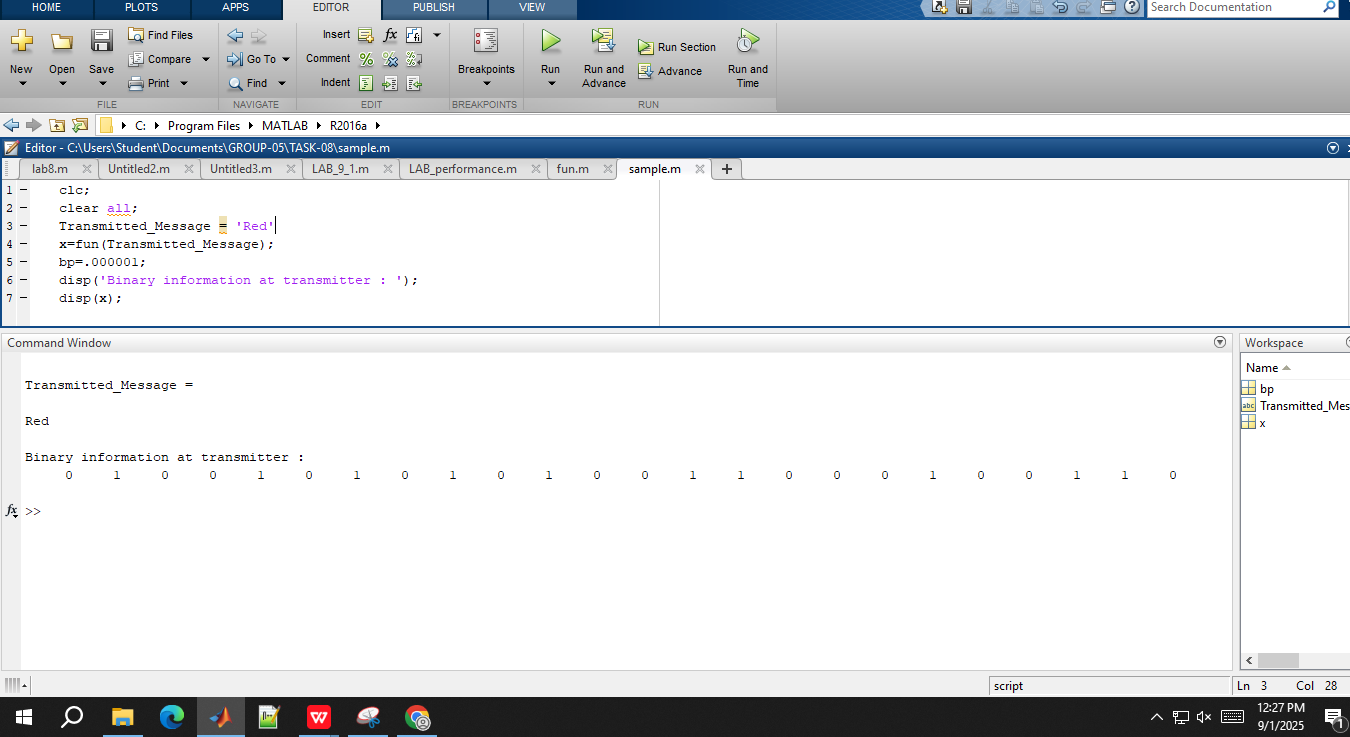 HOME PLOTS APPS EDITOR PUBLISH VIEW Search Documentation
Find Files Insert fx
New Open Save Compare Go To Comment Breakpoints Run Run and Advance Run Section Advance Run and Time
Print Find Indent
FILE NAVIGATE EDIT BREAKPOINTS RUN
C: Program Files MATLAB R2016a
Editor - C:\Users\Student\Documents\GROUP-05\TASK-08\sample.m
lab8.m Untitled2.m Untitled3.m LAB_9_1.m LAB_performance.m fun.m sample.m
1 clc;
2 clear all;
3 Transmitted_Message = 'Red'
4 x=fun(Transmitted_Message);
5 bp=.000001;
6 disp('Binary information at transmitter : ');
7 disp(x);
Command Window
Transmitted_Message =
Red
Binary information at transmitter :
0 1 0 0 1 0 1 0 1 0 1 0 0 1 1 0 0 0 1 0 0 1 1 0
fx >>
Workspace
Name
bp
Transmitted_Mes
x
script Ln 3 Col 28
12:27 PM
9/1/2025
1